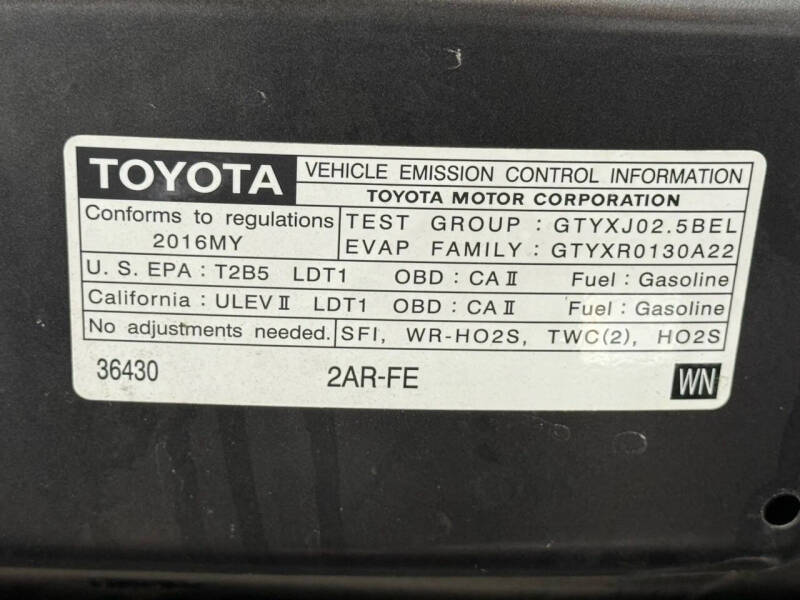 TOYOTA
VEHICLE EMISSION CONTROL INFORMATION
TOYOTA MOTOR CORPORATION
Conforms to regulations
2016MY
TEST GROUP : GTYXJ02.5BEL
EVAP FAMILY : GTYXR0130A22
U. S. EPA : T2B5 LDT1 OBD : CA II Fuel : Gasoline
California : ULEV II LDT1 OBD : CA II Fuel : Gasoline
No adjustments needed. SFI, WR-HO2S, TWC(2), HO2S
36430 2AR-FE WN